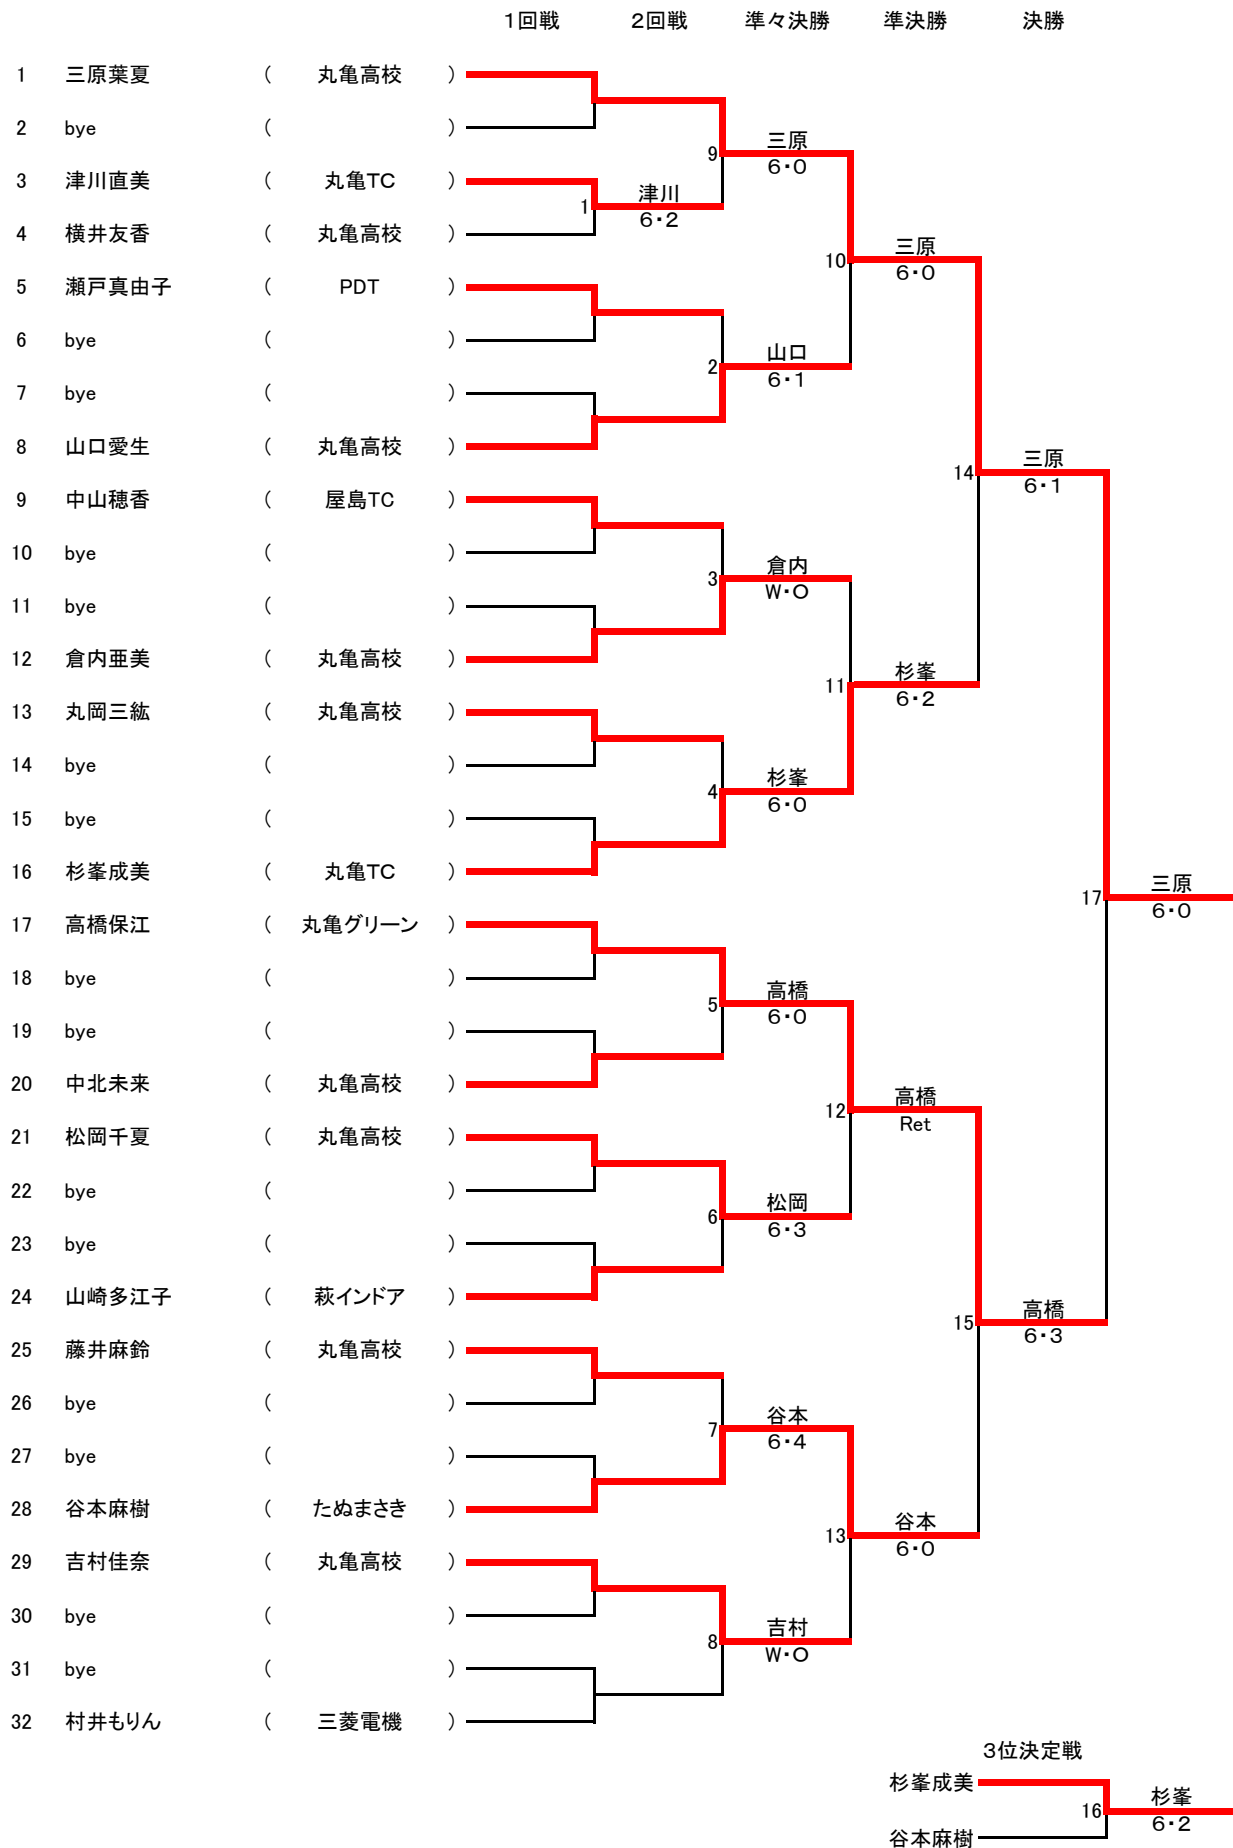 1回戦 2回戦 準々決勝 準決勝 決勝
1 三原葉夏 ( 丸亀高校 )
2 bye ( )
9 三原
6・0
3 津川直美 ( 丸亀TC )
1 津川
6・2
4 横井友香 ( 丸亀高校 )
10 三原
6・0
5 瀬戸真由子 ( PDT )
6 bye ( )
2 山口
6・1
7 bye ( )
8 山口愛生 ( 丸亀高校 )
14 三原
6・1
9 中山穂香 ( 屋島TC )
10 bye ( )
3 倉内
W・O
11 bye ( )
12 倉内亜美 ( 丸亀高校 )
11 杉峯
6・2
13 丸岡三紘 ( 丸亀高校 )
14 bye ( )
4 杉峯
6・0
15 bye ( )
16 杉峯成美 ( 丸亀TC )
17 三原
6・0
17 高橋保江 ( 丸亀グリーン )
18 bye ( )
5 高橋
6・0
19 bye ( )
20 中北未来 ( 丸亀高校 )
12 高橋
Ret
21 松岡千夏 ( 丸亀高校 )
22 bye ( )
6 松岡
6・3
23 bye ( )
24 山崎多江子 ( 萩インドア )
15 高橋
6・3
25 藤井麻鈴 ( 丸亀高校 )
26 bye ( )
7 谷本
6・4
27 bye ( )
28 谷本麻樹 ( たぬまさき )
13 谷本
6・0
29 吉村佳奈 ( 丸亀高校 )
30 bye ( )
8 吉村
W・O
31 bye ( )
32 村井もりん ( 三菱電機 )
3位決定戦
杉峯成美
16 杉峯
6・2
谷本麻樹